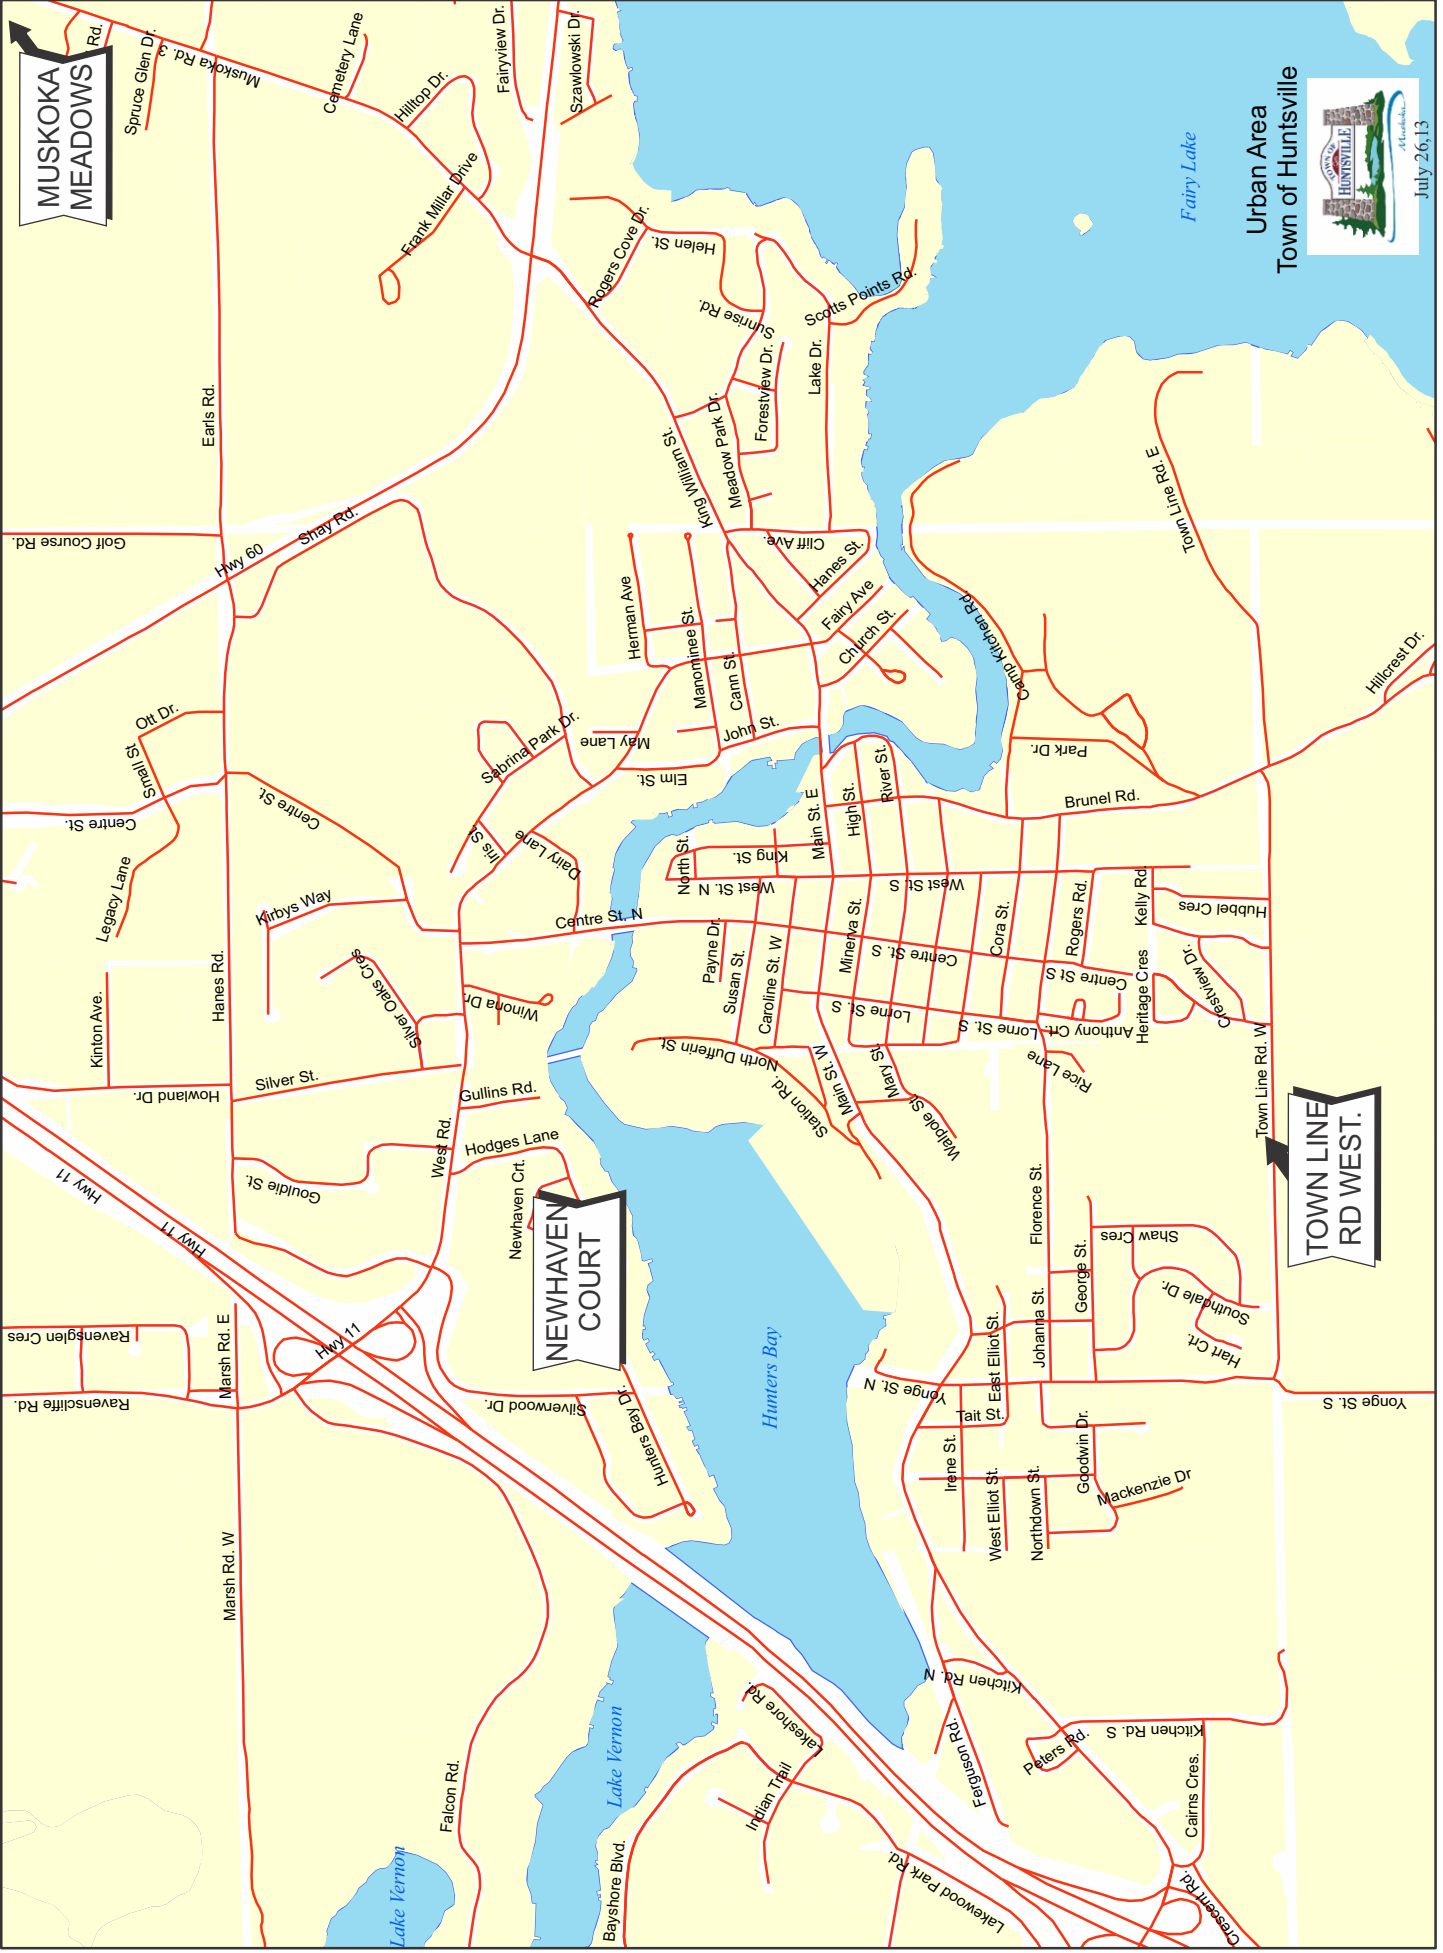 MUSKOKA
MEADOWS
Rd.
Spruce Glen Dr.
Muskoka Rd. 3
Cemetery Lane
Hilltop Dr.
Fairyview Dr.
Szawlowski Dr.
Frank Millar Drive
Rogers Cove Dr.
Helen St.
Sunrise Rd.
Scotts Points Rd.
Forestview Dr.
Lake Dr.
Meadow Park Dr.
King William St.
Earls Rd.
Golf Course Rd.
Hwy 60
Shay Rd.
Cliff Ave.
Hanes St.
Fairy Ave
Church St.
Herman Ave
Manominee St.
Cann St.
John St.
May Lane
Elm St.
Sabrina Park Dr.
Iris St.
Dairy Lane
Ott Dr.
Small St
Centre St.
Centre St.
Legacy Lane
Kirbys Way
Kinton Ave.
Hanes Rd.
Silver Oaks Cres
Winona Dr.
Centre St. N
North St.
King St.
West St. N
Main St. E
High St.
River St.
West St. S
Camp Kitchen Rd.
Park Dr.
Brunel Rd.
Town Line Rd. E
Hillcrest Dr.
Fairy Lake
Urban Area
Town of Huntsville
TOWN OF
HUNTSVILLE
Muskoka
July 26,13
Payne Dr.
Susan St.
Caroline St. W
Minerva St.
Centre St. S
Cora St.
Rogers Rd.
Kelly Rd.
Hubbel Cres
Centre St S
Heritage Cres
Crestview Dr.
Lorne St. S
Lorne St. S
Anthony Crt.
Rice Lane
North Dufferin St
Station Rd.
Main St. W
Mary St.
Walpole St
Town Line Rd. W
TOWN LINE
RD WEST.
Howland Dr.
Silver St.
Gullins Rd.
Hodges Lane
West Rd.
Gouldie St.
Newhaven Crt.
NEWHAVEN
COURT
Hwy 11
Hwy 11
Hwy 11
Ravensglen Cres
Ravenscliffe Rd.
Marsh Rd. E
Marsh Rd. W
Silverwood Dr.
Hunters Bay Dr.
Hunters Bay
Florence St.
George St.
Shaw Cres
Southdale Dr.
Hart Crt.
Johanna St.
East Elliot St.
Yonge St. N
Tait St.
Irene St.
West Elliot St.
Northdown St.
Goodwin Dr.
Mackenzie Dr
Yonge St. S
Kitchen Rd. N
Kitchen Rd. S
Ferguson Rd.
Peters Rd.
Cairns Cres.
Crescent Rd.
Lakeshore Rd.
Indian Trail
Lakewood Park Rd.
Bayshore Blvd.
Lake Vernon
Lake Vernon
Falcon Rd.